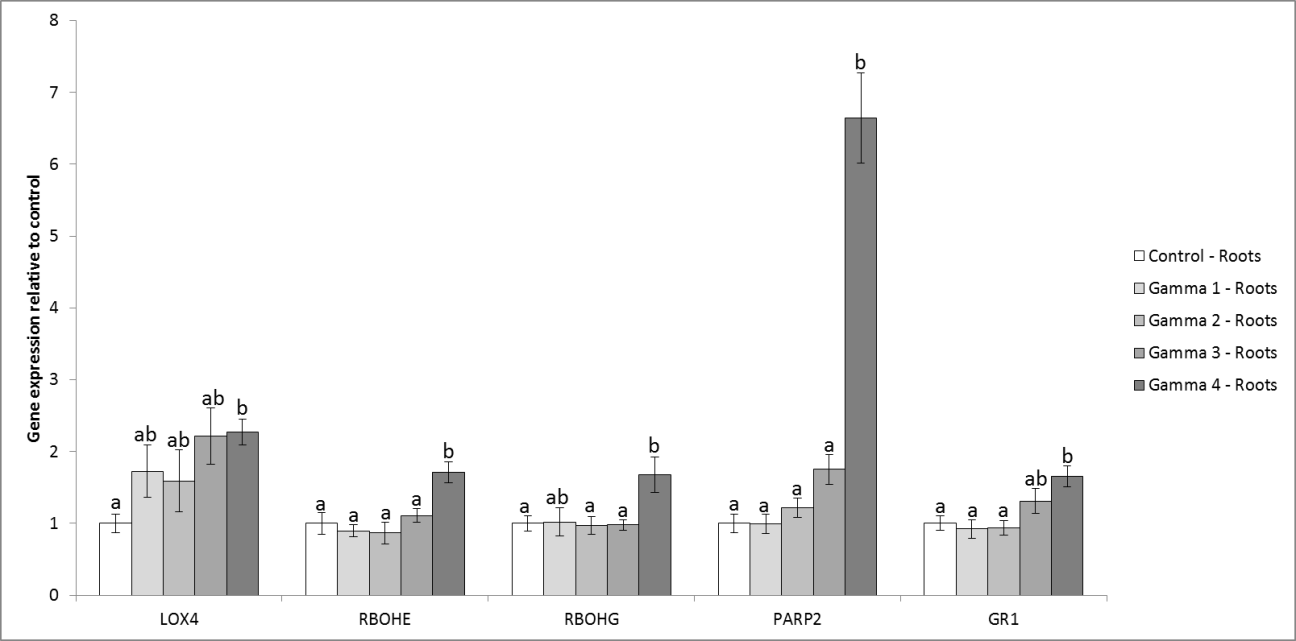 Gene expression relative to control
8
7
6
5
4
3
2
1
0
a
ab
ab
ab
b
a
a
a
a
b
a
ab
a
a
b
a
a
a
a
b
a
a
a
ab
b
LOX4
RBOHE
RBOHG
PARP2
GR1
Control - Roots
Gamma 1 - Roots
Gamma 2 - Roots
Gamma 3 - Roots
Gamma 4 - Roots